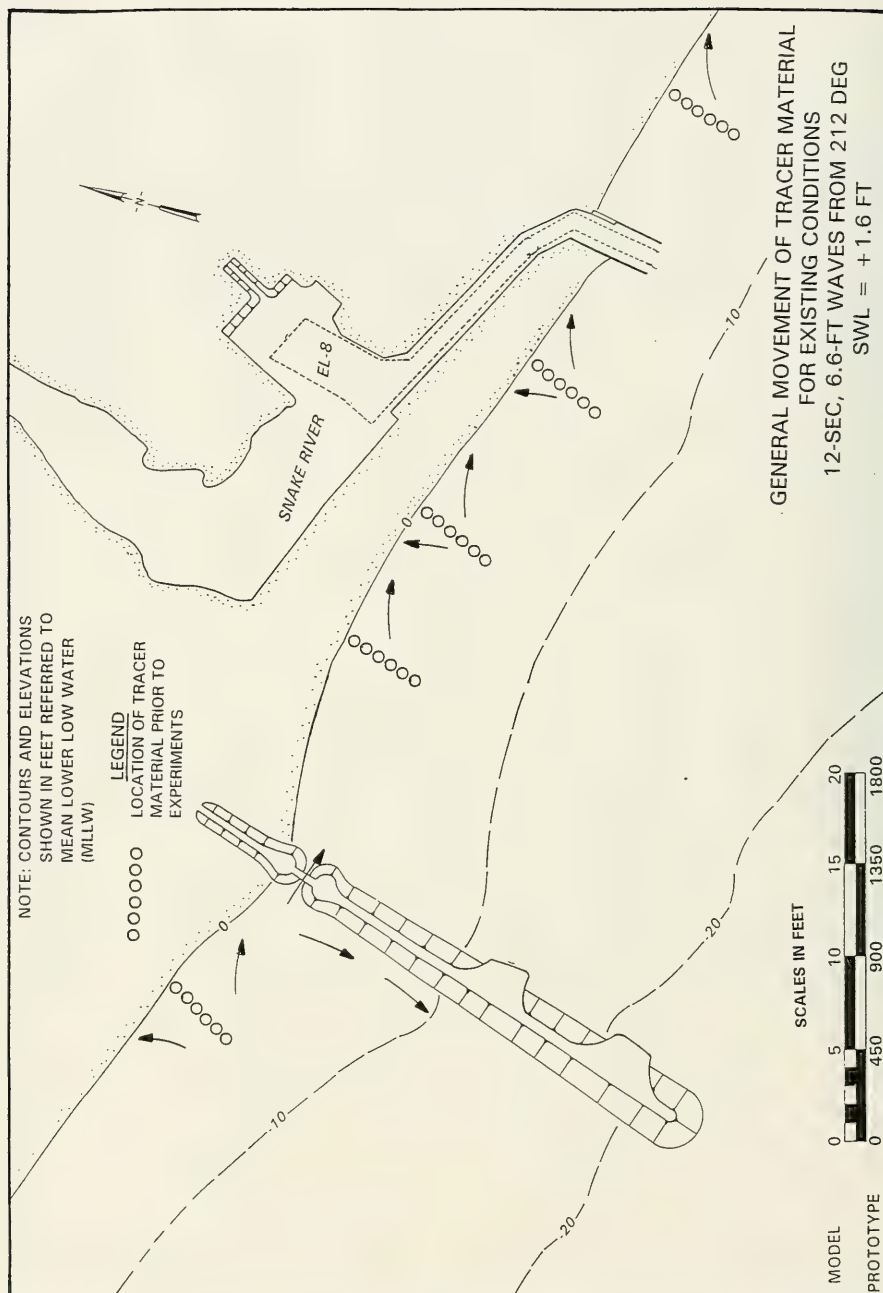 NOTE: CONTOURS AND ELEVATIONS
SHOWN IN FEET REFERRED TO
MEAN LOWER LOW WATER
(MLLW)
LEGEND
LOCATION OF TRACER
MATERIAL PRIOR TO
EXPERIMENTS
-N-
SNAKE RIVER
EL-8
0
0
-10
-10
-20
-20
SCALES IN FEET
MODEL 0 5 10 15 20
PROTOTYPE 0 450 900 1350 1800
GENERAL MOVEMENT OF TRACER MATERIAL
FOR EXISTING CONDITIONS
12-SEC, 6.6-FT WAVES FROM 212 DEG
SWL = +1.6 FT